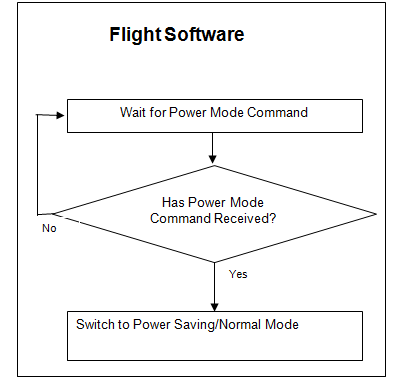 Flight Software
Wait for Power Mode Command
Has Power Mode
Command Received?
No
Yes
Switch to Power Saving/Normal Mode